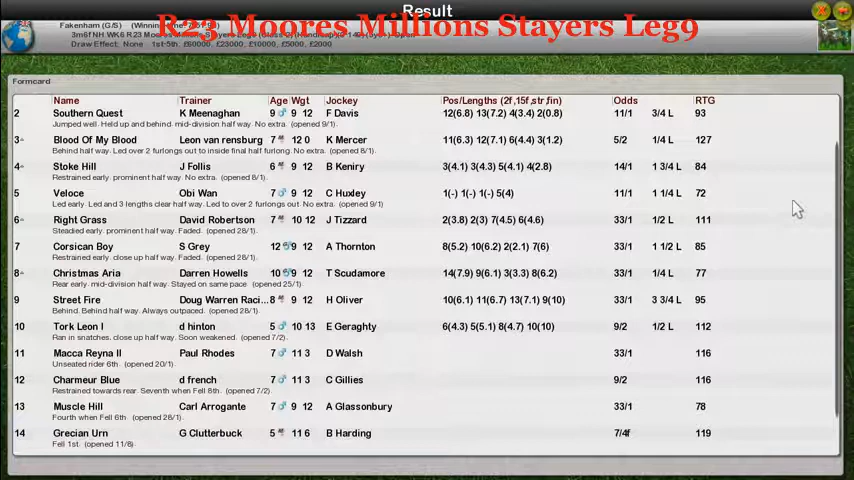 Result
R23 Moores Millions Stayers Leg9
Fakenham (G/S) (Winning
3m6f NH WK6 R23
Draw Effect: None 1st-5th. £60000, £23000, £10000, £5000, £2000
Formcard
Name Trainer Age Wgt Jockey Pos/Lengths (2f,15f,str,fin) Odds RTG
2 Southern Quest K Meenaghan 9 9 12 F Davis 12(6.8) 13(7.2) 4(3.4) 2(0.8) 11/1 3/4 L 93
Jumped well. Held up and behind. mid-division half way. No extra. (opened 9/1).
3 Blood Of My Blood Leon van rensburg 7 12 0 K Mercer 11(6.3) 12(7.1) 6(4.4) 3(1.2) 5/2 1/4 L 127
Behind half way. Led over 2 furlongs out to inside final half furlong. No extra. (opened 8/1).
4 Stoke Hill J Follis 6 9 12 B Keniry 3(4.1) 3(4.3) 5(4.1) 4(2.8) 14/1 1 3/4 L 84
Restrained early. prominent half way. No extra. (opened 8/1).
5 Veloce Obi Wan 7 9 12 C Huxley 1(-) 1(-) 1(-) 5(4) 11/1 1 1/4 L 72
Led early. Led and 3 lengths clear half way. Led to over 2 furlongs out. No extra. (opened 9/1)
6 Right Grass David Robertson 7 10 12 J Tizzard 2(3.8) 2(3) 7(4.5) 6(4.6) 33/1 1/2 L 111
Steadied early. prominent half way. Faded. (opened 28/1).
7 Corsican Boy S Grey 12 9 12 A Thornton 8(5.2) 10(6.2) 2(2.1) 7(6) 33/1 1 1/2 L 85
Restrained early. close up half way. Faded. (opened 28/1).
8 Christmas Aria Darren Howells 10 9 12 T Scudamore 14(7.9) 9(6.1) 3(3.3) 8(6.2) 33/1 1/4 L 77
Rear early. mid-division half way. Stayed on same pace. (opened 25/1)
9 Street Fire Doug Warren Raci... 8 9 12 H Oliver 10(6.1) 11(6.7) 13(7.1) 9(10) 33/1 3 3/4 L 95
Behind. Behind half way. Always outpaced. (opened 28/1).
10 Tork Leon I d hinton 5 10 13 E Geraghty 6(4.3) 5(5.1) 8(4.7) 10(10) 9/2 1/2 L 112
Ran in snatches. close up half way. Soon weakened. (opened 7/2).
11 Macca Reyna II Paul Rhodes 7 11 3 D Walsh 33/1 116
Unseated rider 6th. (opened 20/1)
12 Charmeur Blue d french 7 11 3 C Gillies 9/2 116
Restrained towards rear. Seventh when Fell 8th. (opened 7/2).
13 Muscle Hill Carl Arrogante 7 9 12 A Glassonbury 33/1 78
Fourth when Fell 6th. (opened 28/1)
14 Grecian Urn G Clutterbuck 5 11 6 B Harding 7/4f 119
Fell 1st. (opened 11/8)